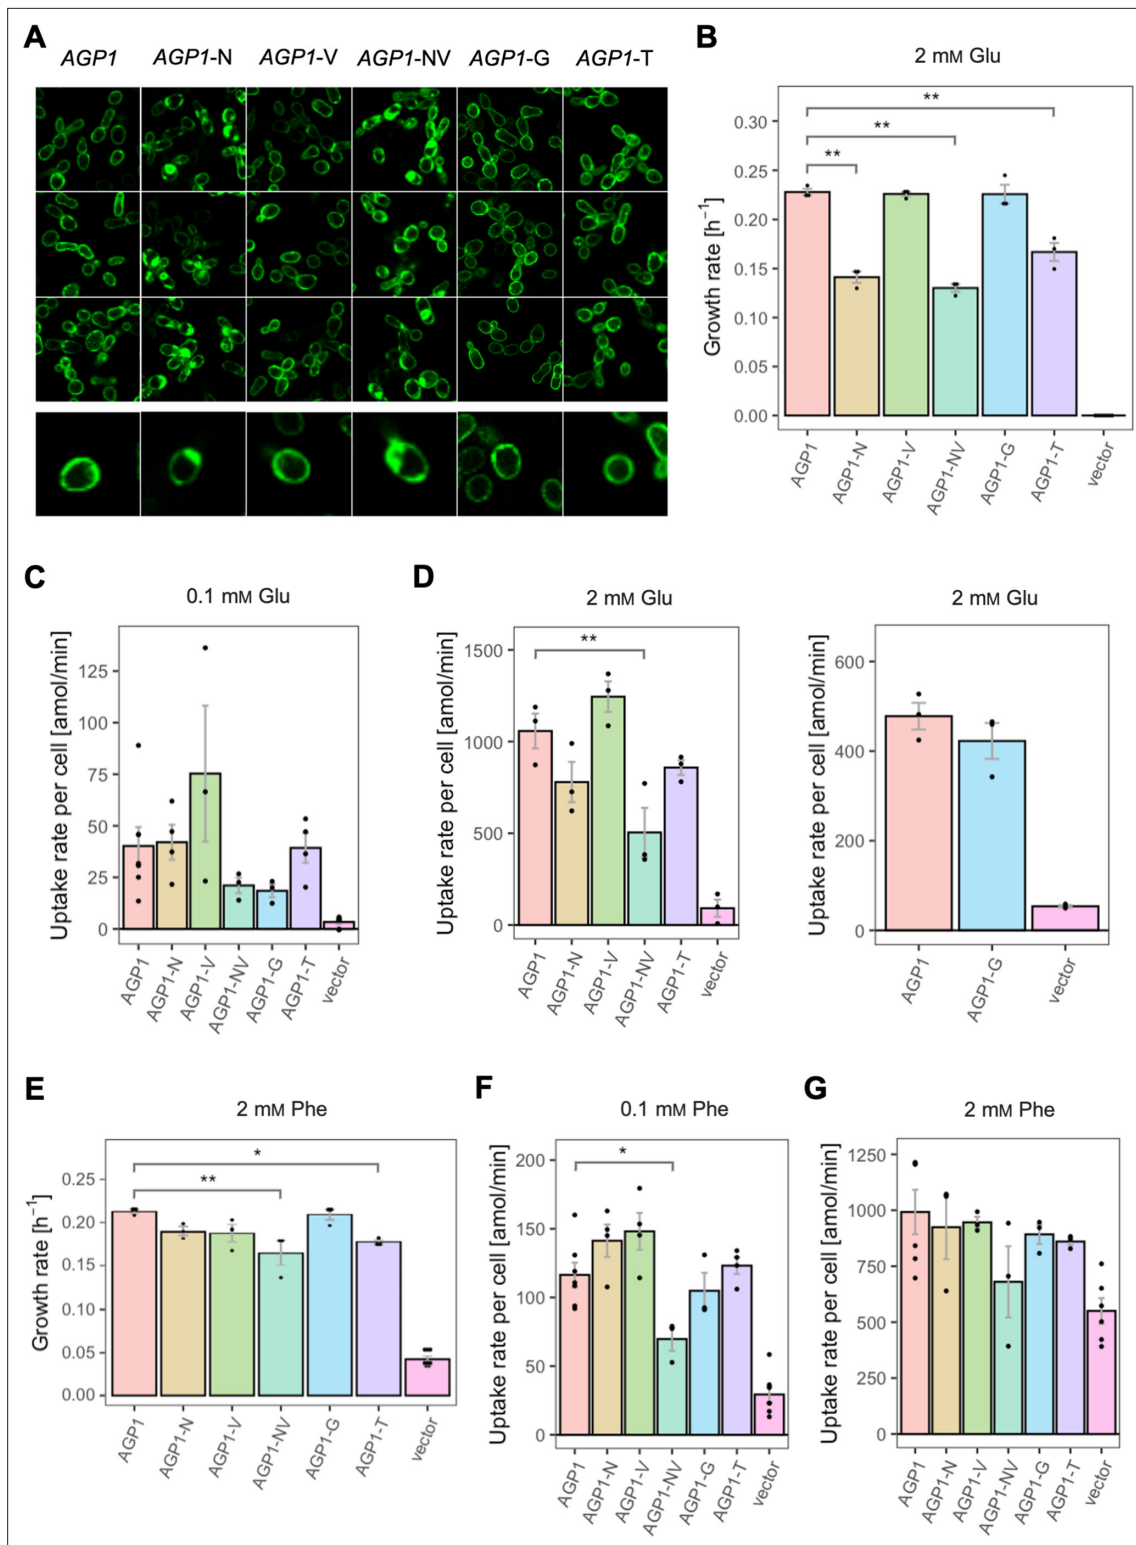 A
AGP1 AGP1-N AGP1-V AGP1-NV AGP1-G AGP1-T
B
2 mM Glu
Growth rate [h⁻¹]
0.30
0.25
0.20
0.15
0.10
0.05
0.00
**
**
**
AGP1 AGP1-N AGP1-V AGP1-NV AGP1-G AGP1-T vector
C
0.1 mM Glu
Uptake rate per cell [amol/min]
125
100
75
50
25
0
AGP1 AGP1-N AGP1-V AGP1-NV AGP1-G AGP1-T vector
D
2 mM Glu
Uptake rate per cell [amol/min]
1500
1000
500
0
**
AGP1 AGP1-N AGP1-V AGP1-NV AGP1-T vector
2 mM Glu
Uptake rate per cell [amol/min]
600
400
200
0
AGP1 AGP1-G vector
E
2 mM Phe
Growth rate [h⁻¹]
0.25
0.20
0.15
0.10
0.05
0.00
*
**
AGP1 AGP1-N AGP1-V AGP1-NV AGP1-G AGP1-T vector
F
0.1 mM Phe
Uptake rate per cell [amol/min]
200
150
100
50
0
*
AGP1 AGP1-N AGP1-V AGP1-NV AGP1-G AGP1-T vector
G
2 mM Phe
Uptake rate per cell [amol/min]
1250
1000
750
500
250
0
AGP1 AGP1-N AGP1-V AGP1-NV AGP1-G AGP1-T vector